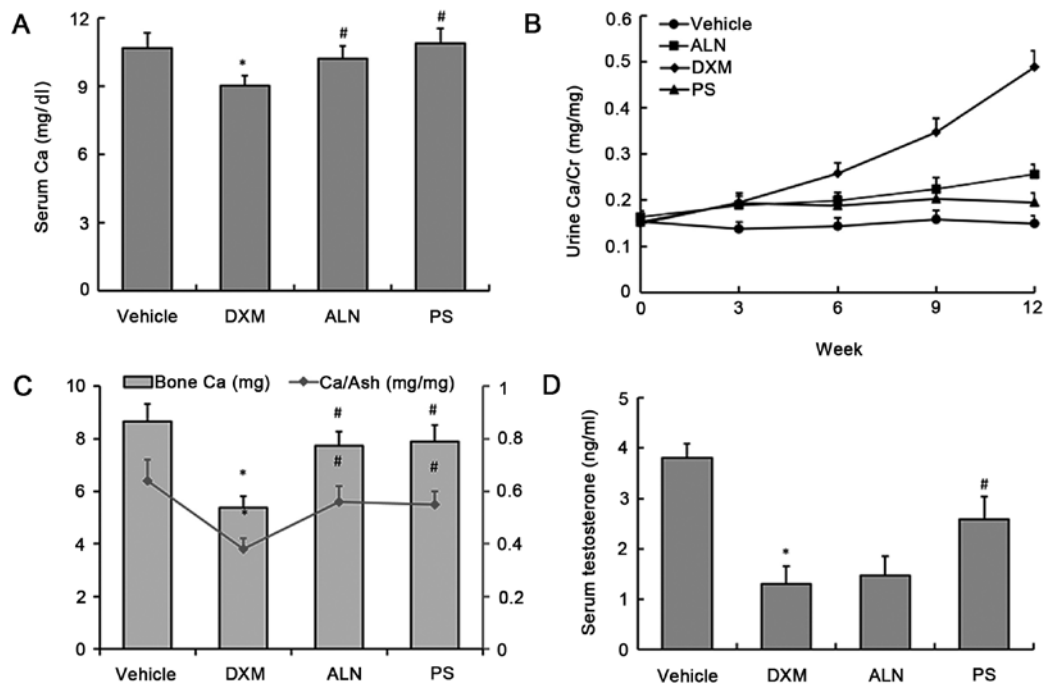 A
Serum Ca (mg/dl)
12
9
6
3
0
*
#
#
Vehicle DXM ALN PS
B
Urine Ca/Cr (mg/mg)
0.6
0.5
0.4
0.3
0.2
0.1
0
Vehicle
ALN
DXM
PS
0 3 6 9 12
Week
C
Bone Ca (mg) Ca/Ash (mg/mg)
10
8
6
4
2
0
1
0.8
0.6
0.4
0.2
0
*
*
#
#
#
#
Vehicle DXM ALN PS
D
Serum testosterone (ng/ml)
5
4
3
2
1
0
*
#
Vehicle DXM ALN PS